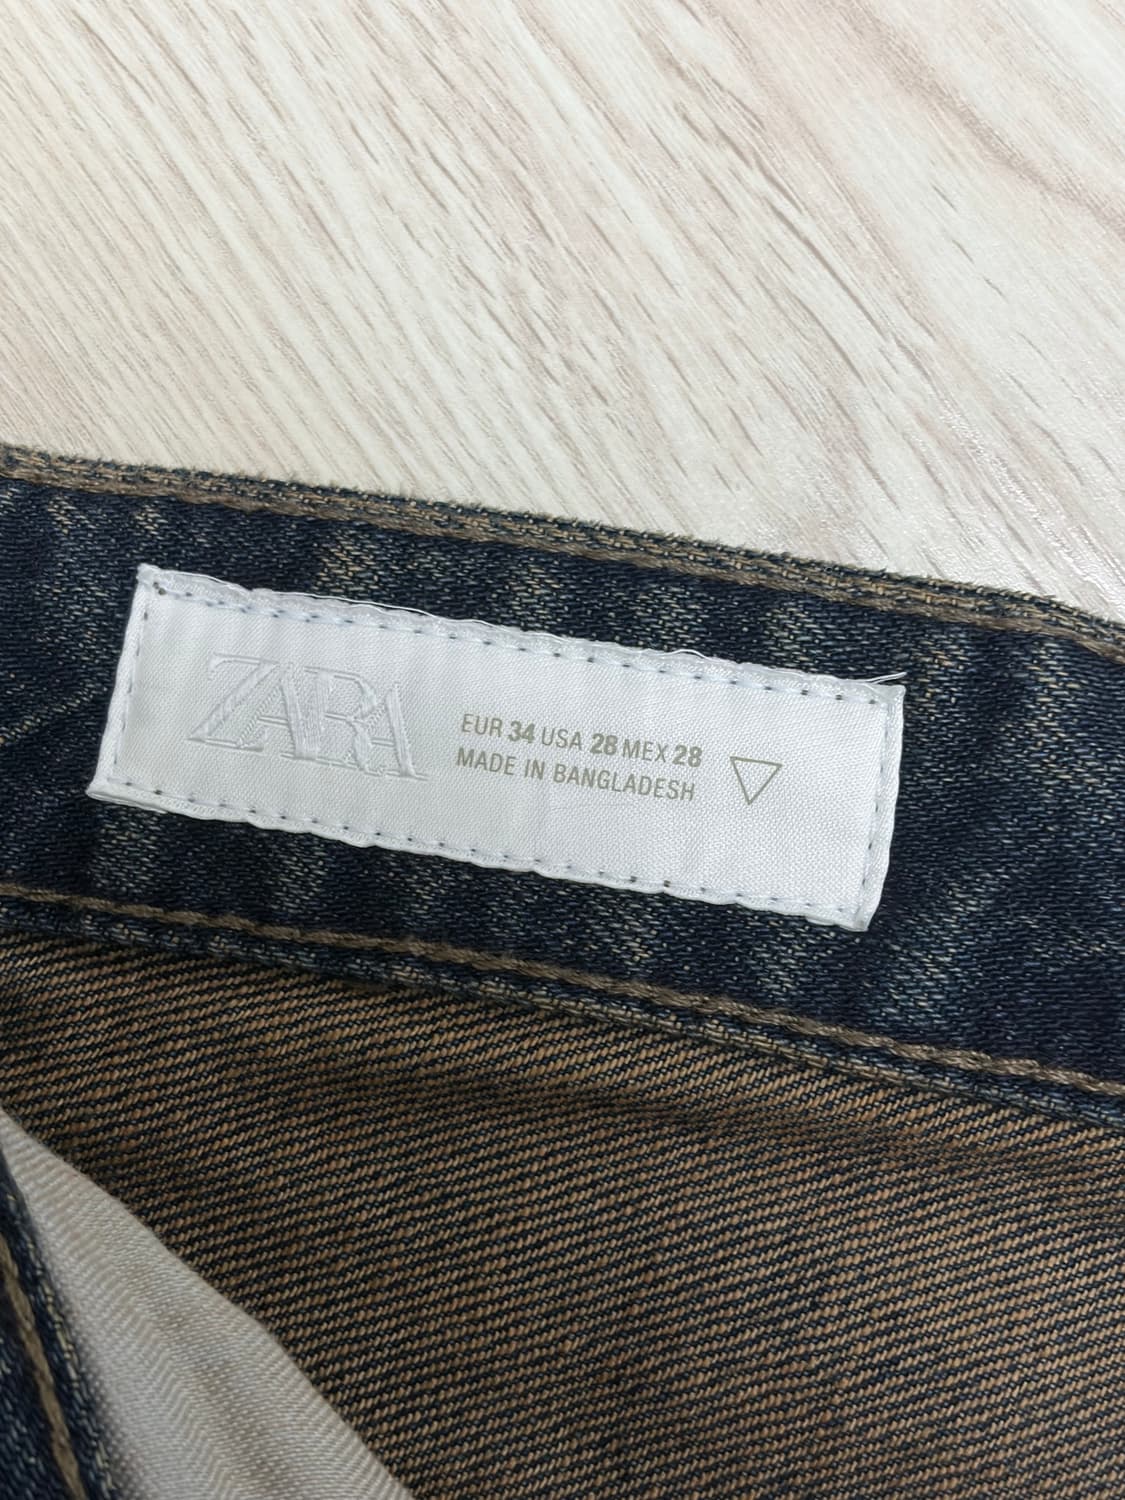 ZARA
EUR 34 USA 28 MEX 28
MADE IN BANGLADESH